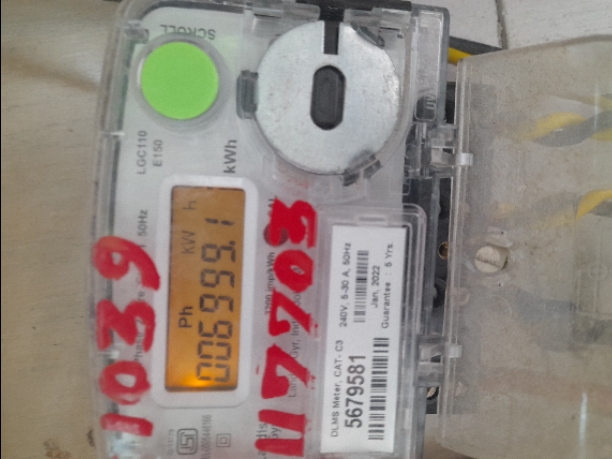 SCROLL
LGC110
E150
kWh
50Hz
Ph kW h
006999.1
1039
117703
DLMS Meter, CAT- C3 240V, 5-30 A, 50Hz
5679581
Jan, 2022
Guarantee : 5 Yrs.